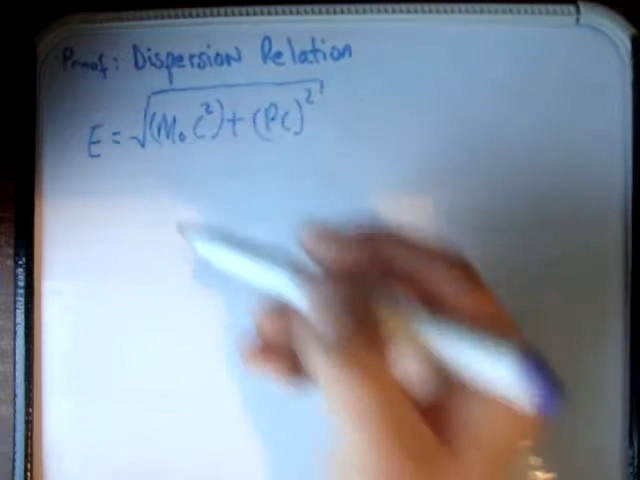 Proof: Dispersion Relation
E = √(M₀C²)+(PC)²